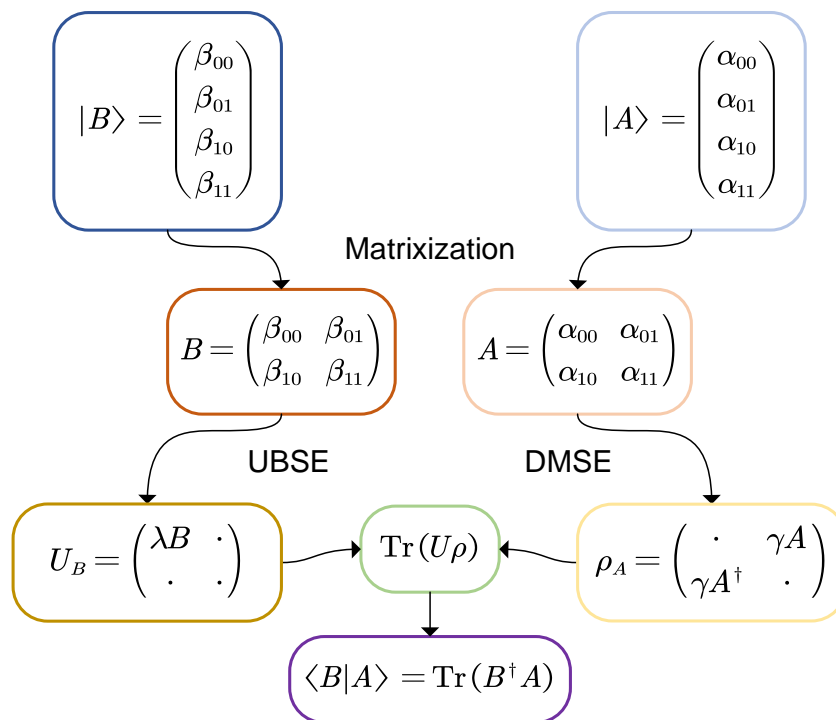 |B⟩ = (β₀₀ β₀₁ β₁₀ β₁₁)
|A⟩ = (α₀₀ α₀₁ α₁₀ α₁₁)
Matrixization
B = (β₀₀ β₀₁
β₁₀ β₁₁)
A = (α₀₀ α₀₁
α₁₀ α₁₁)
UBSE
DMSE
U_B = (λB ·
· ·)
Tr(Uρ)
ρ_A = (· γA
γA† ·)
⟨B|A⟩ = Tr(B†A)